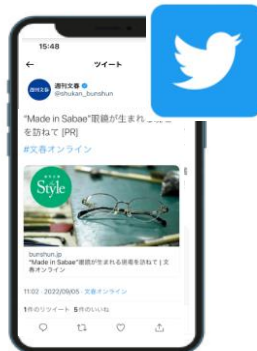 15:48
ツイート
週刊文春
週刊文春
@shukan_bunshun
"Made in Sabae"眼鏡が生まれ
を訪ねて [PR]
#文春オンライン
Style
bunshun.jp
"Made in Sabae"眼鏡が生まれる現場を訪ねて | 文
春オンライン
11:02 · 2022/09/05 · 文春オンライン
1件のリツイート 5件のいいね